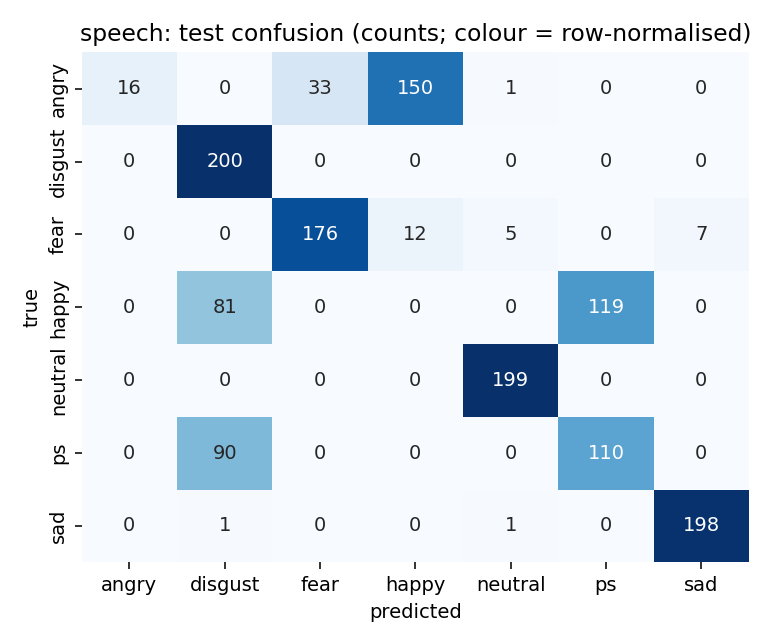 speech: test confusion (counts; colour = row-normalised)
angry 16 0 33 150 1 0 0
disgust 0 200 0 0 0 0 0
fear 0 0 176 12 5 0 7
happy 0 81 0 0 0 119 0
neutral 0 0 0 0 199 0 0
ps 0 90 0 0 0 110 0
sad 0 1 0 0 1 0 198
true
angry disgust fear happy neutral ps sad
predicted